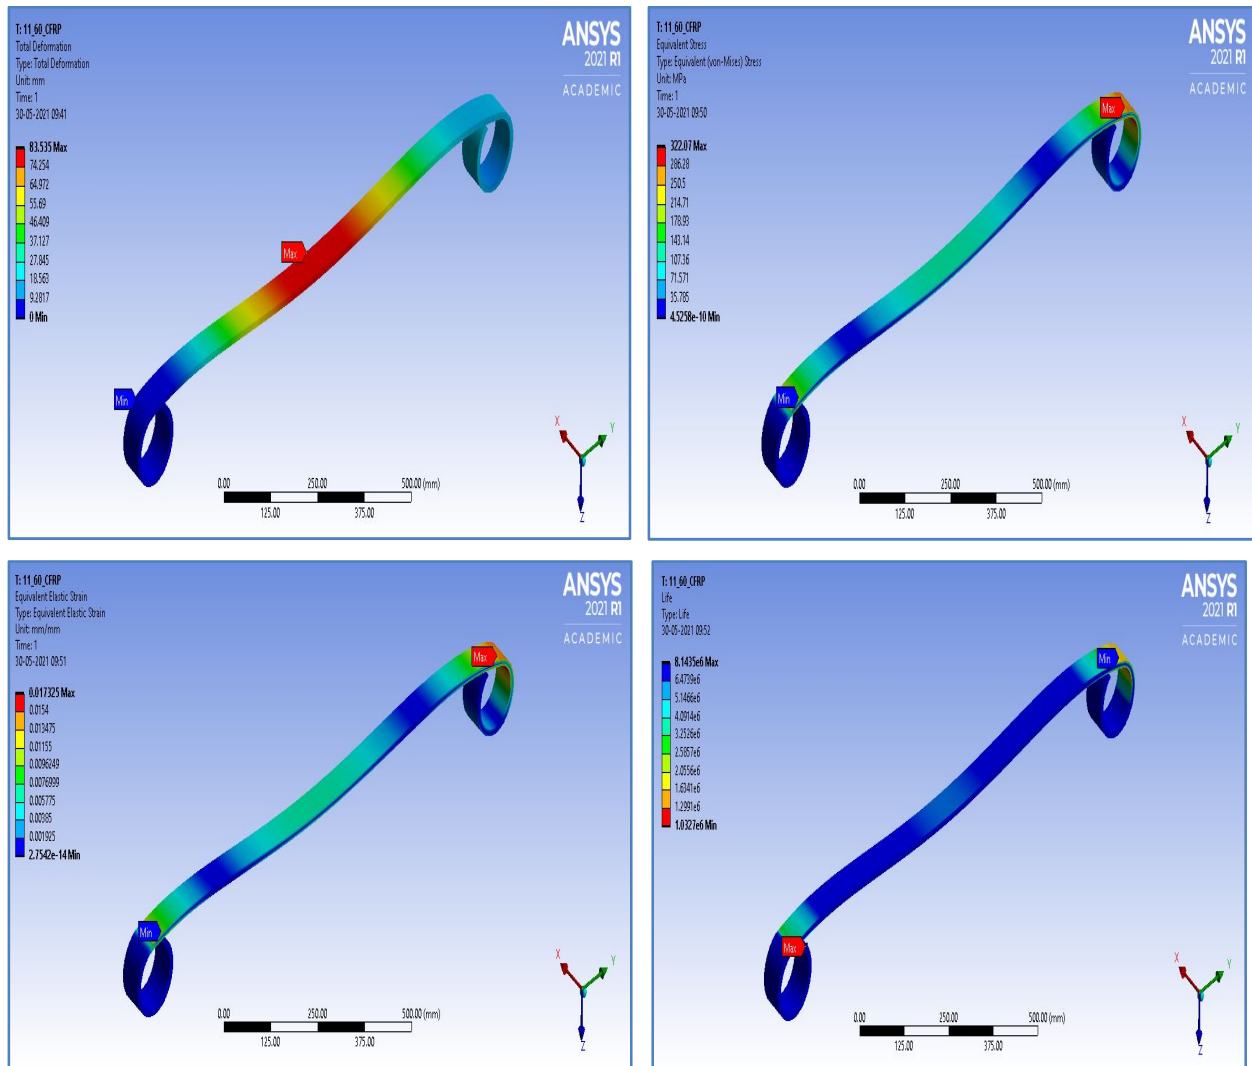 T: 11_60_CFRP
Total Deformation
Type: Total Deformation
Unit: mm
Time: 1
30-05-2021 09:41
ANSYS
2021 R1
ACADEMIC
83.535 Max
74.254
64.972
55.69
46.409
37.127
27.845
18.563
9.2817
0 Min
Max
Min
X
Y
Z
0.00
250.00
500.00 (mm)
125.00
375.00
T: 11_60_CFRP
Equivalent Stress
Type: Equivalent (von-Mises) Stress
Unit: MPa
Time: 1
30-05-2021 09:50
ANSYS
2021 R1
ACADEMIC
322.07 Max
286.28
250.5
214.71
178.93
143.14
107.36
71.571
35.785
4.5258e-10 Min
Max
Min
X
Y
Z
0.00
250.00
500.00 (mm)
125.00
375.00
T: 11_60_CFRP
Equivalent Elastic Strain
Type: Equivalent Elastic Strain
Unit: mm/mm
Time: 1
30-05-2021 09:51
ANSYS
2021 R1
ACADEMIC
0.017325 Max
0.0154
0.013475
0.01155
0.0096249
0.0076999
0.005775
0.00385
0.001925
2.7542e-14 Min
Max
Min
X
Y
Z
0.00
250.00
500.00 (mm)
125.00
375.00
T: 11_60_CFRP
Life
Type: Life
30-05-2021 09:52
ANSYS
2021 R1
ACADEMIC
8.1435e6 Max
6.4739e6
5.1466e6
4.0914e6
3.2526e6
2.5857e6
2.0556e6
1.6341e6
1.2991e6
1.0327e6 Min
Min
Max
X
Y
Z
0.00
250.00
500.00 (mm)
125.00
375.00